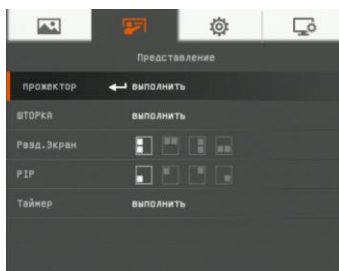 Представление
ПРОЖЕКТОР ВЫПОЛНИТЬ
ШТОРКА ВЫПОЛНИТЬ
Разд.Экран
PIP
Таймер ВЫПОЛНИТЬ